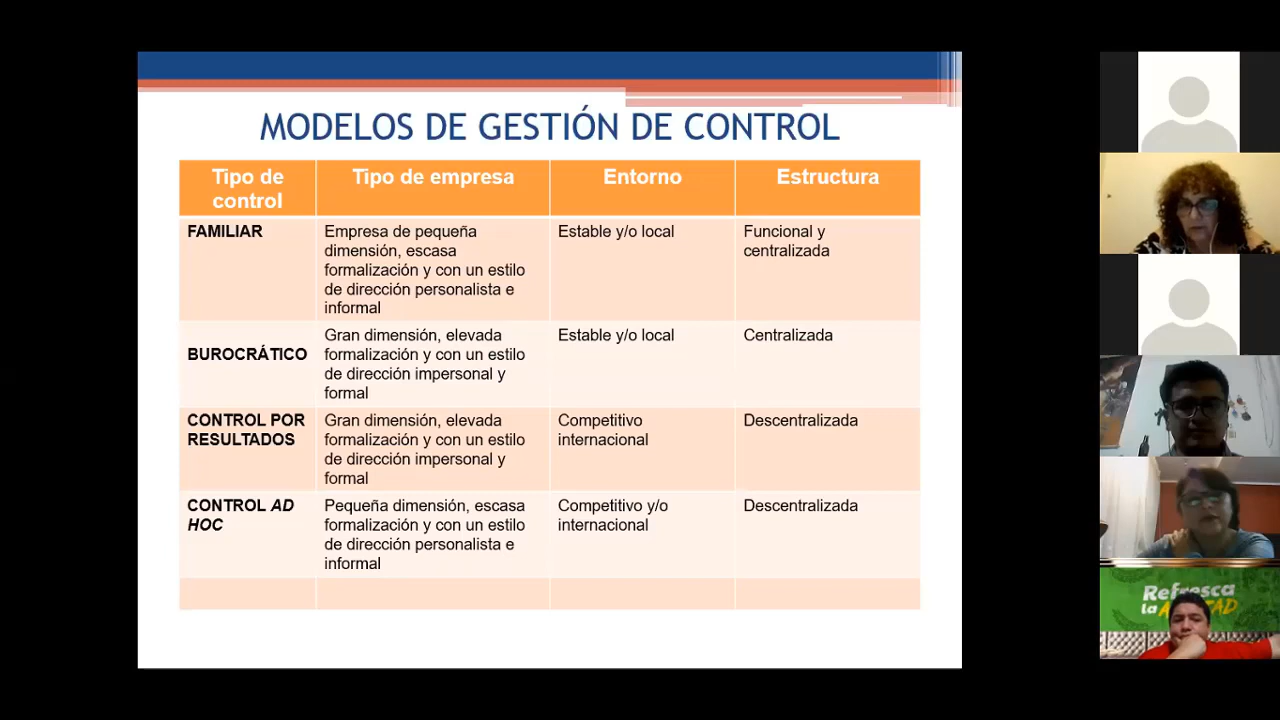 MODELOS DE GESTIÓN DE CONTROL
Tipo de
control
Tipo de empresa
Entorno
Estructura
FAMILIAR
Empresa de pequeña
dimensión, escasa
formalización y con un estilo
de dirección personalista e
informal
Estable y/o local
Funcional y
centralizada
BUROCRÁTICO
Gran dimensión, elevada
formalización y con un estilo
de dirección impersonal y
formal
Estable y/o local
Centralizada
CONTROL POR
RESULTADOS
Gran dimensión, elevada
formalización y con un estilo
de dirección impersonal y
formal
Competitivo
internacional
Descentralizada
CONTROL AD
HOC
Pequeña dimensión, escasa
formalización y con un estilo
de dirección personalista e
informal
Competitivo y/o
internacional
Descentralizada
Refresca
la